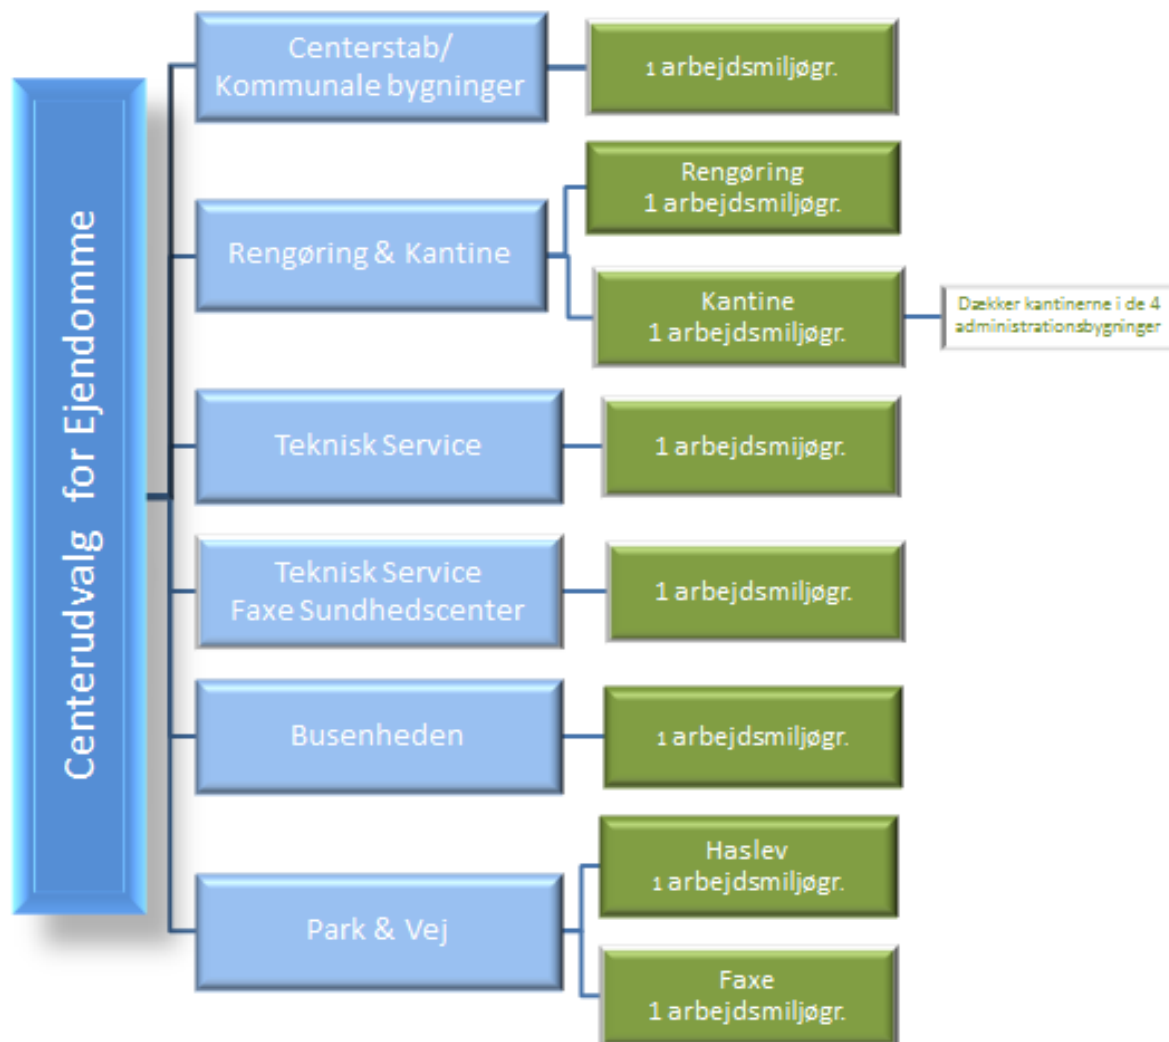 Centerudvalg for Ejendomme
Centerstab/
Kommunale bygninger
1 arbejdsmiljøgr.
Rengøring & Kantine
Rengøring
1 arbejdsmiljøgr.
Kantine
1 arbejdsmiljøgr.
Dækker kantinerne i de 4
administrationsbygninger
Teknisk Service
1 arbejdsmijøgr.
Teknisk Service
Faxe Sundhedscenter
1 arbejdsmiljøgr.
Busenheden
1 arbejdsmiljøgr.
Park & Vej
Haslev
1 arbejdsmiljøgr.
Faxe
1 arbejdsmiljøgr.